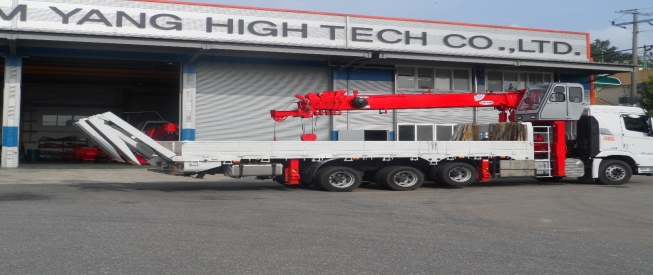 M YANG HIGH TECH CO.,LTD.